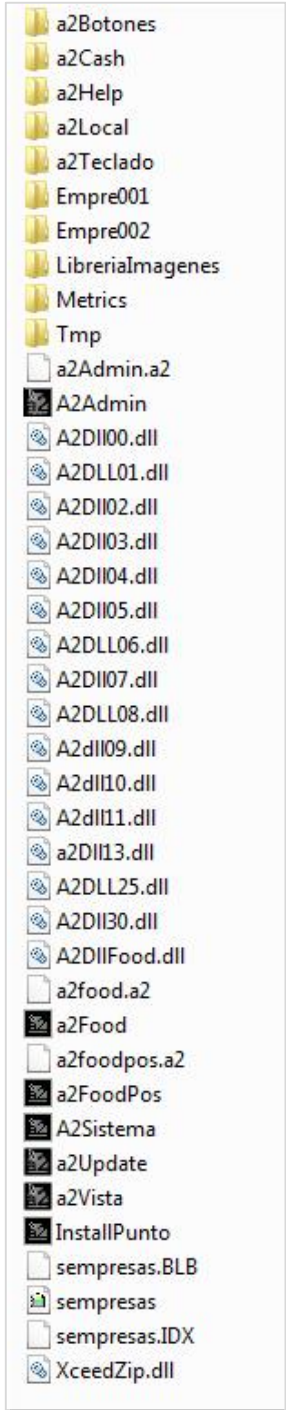 a2Botones
a2Cash
a2Help
a2Local
a2Teclado
Empre001
Empre002
LibreriaImagenes
Metrics
Tmp
a2Admin.a2
A2Admin
A2Dll00.dll
A2DLL01.dll
A2Dll02.dll
A2Dll03.dll
A2Dll04.dll
A2Dll05.dll
A2DLL06.dll
A2Dll07.dll
A2DLL08.dll
A2dll09.dll
A2dll10.dll
A2dll11.dll
a2Dll13.dll
A2DLL25.dll
A2Dll30.dll
A2DllFood.dll
a2food.a2
a2Food
a2foodpos.a2
a2FoodPos
A2Sistema
a2Update
a2Vista
InstallPunto
sempresas.BLB
sempresas
sempresas.IDX
XceedZip.dll